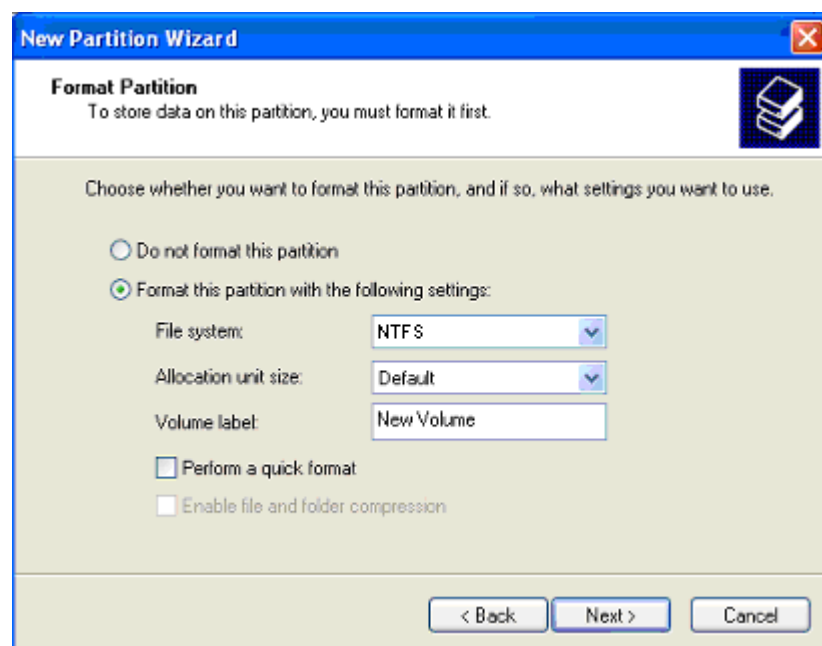 New Partition Wizard
Format Partition
To store data on this partition, you must format it first.
Choose whether you want to format this partition, and if so, what settings you want to use.
Do not format this partition
Format this partition with the following settings:
File system: NTFS
Allocation unit size: Default
Volume label: New Volume
Perform a quick format
Enable file and folder compression
< Back Next > Cancel